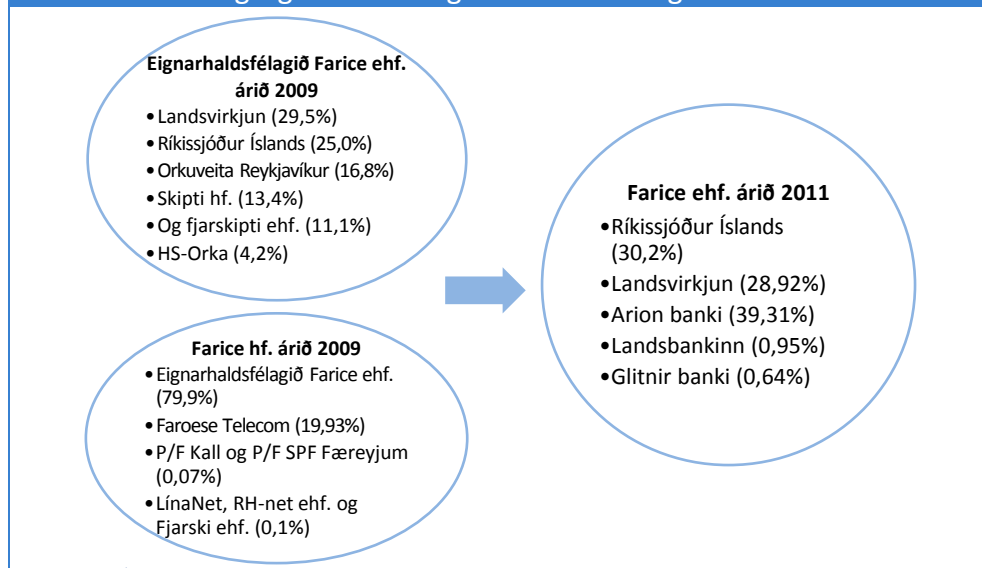 Eignarhaldsfélagið Farice ehf.
árið 2009
•Landsvirkjun (29,5%)
•Ríkissjóður Íslands (25,0%)
•Orkuveita Reykjavíkur (16,8%)
•Skipti hf. (13,4%)
•Og fjarskipti ehf. (11,1%)
•HS-Orka (4,2%)
Farice hf. árið 2009
•Eignarhaldsfélagið Farice ehf.
(79,9%)
•Faroese Telecom (19,93%)
•P/F Kall og P/F SPF Færeyjum
(0,07%)
•LínaNet, RH-net ehf. og
Fjarski ehf. (0,1%)
Farice ehf. árið 2011
•Ríkissjóður Íslands
(30,2%)
•Landsvirkjun (28,92%)
•Arion banki (39,31%)
•Landsbankinn (0,95%)
•Glitnir banki (0,64%)